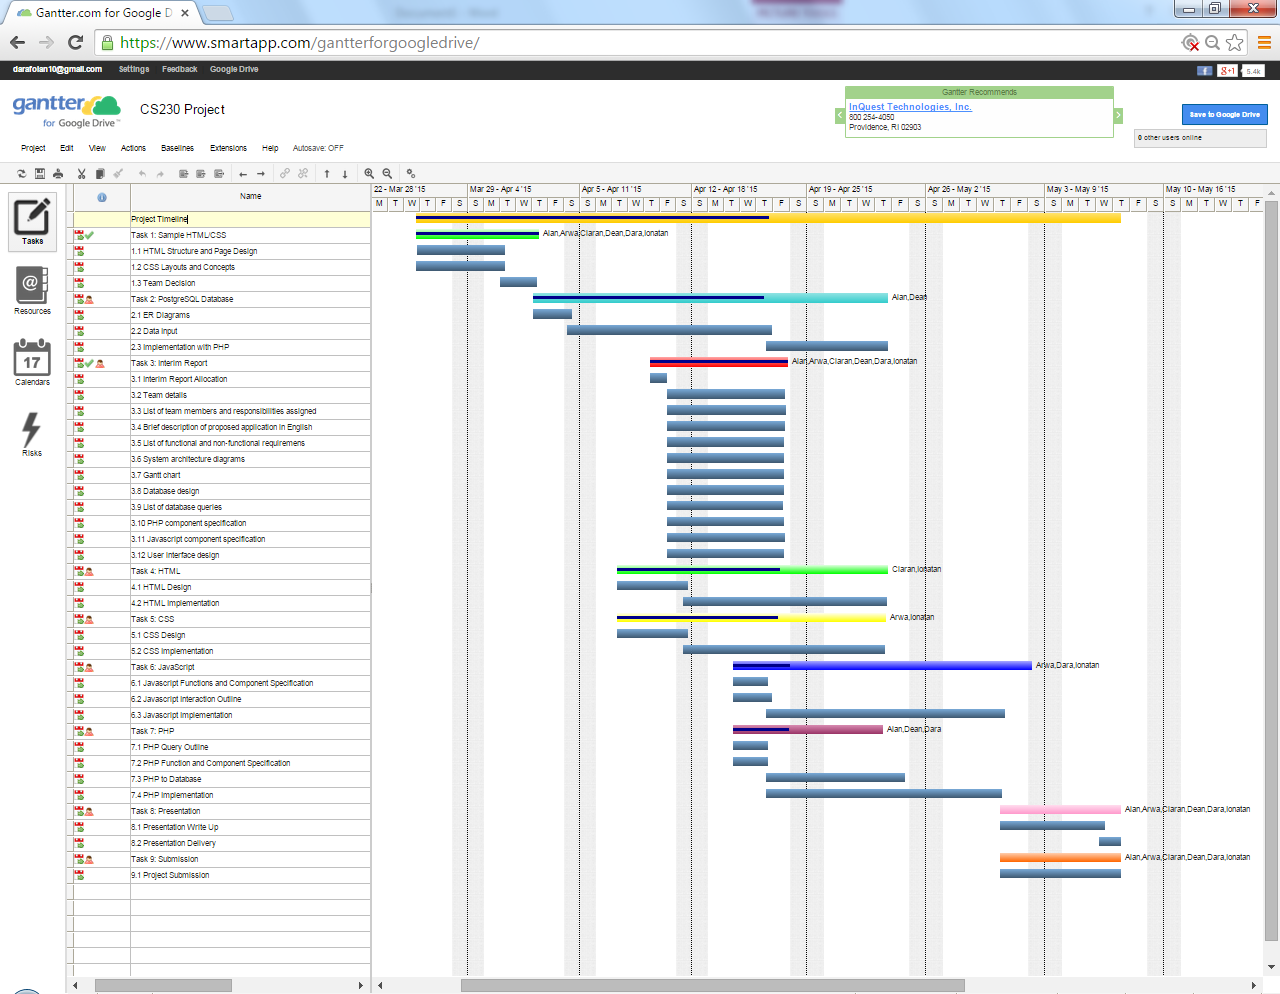 Gantter.com for Google D
https://www.smartapp.com/gantterforgoogledrive/
darafolan10@gmail.com Settings Feedback Google Drive
g+1 5.4k
gantter
for Google Drive™
CS230 Project
Gantter Recommends
InQuest Technologies, Inc.
800 254-4050
Providence, RI 02903
Save to Google Drive
0 other users online
Project Edit View Actions Baselines Extensions Help Autosave: OFF
Tasks
Resources
17
Calendars
Risks
Name
22 - Mar 28 '15 Mar 29 - Apr 4 '15 Apr 5 - Apr 11 '15 Apr 12 - Apr 18 '15 Apr 19 - Apr 25 '15 Apr 26 - May 2 '15 May 3 - May 9 '15 May 10 - May 16 '15
M T W T F S S M T W T F S S M T W T F S S M T W T F S S M T W T F S S M T W T F S S M T W T F S S M T W T F
Project Timeline
Task 1: Sample HTML/CSS Alan,Arwa,Ciaran,Dean,Dara,Ionatan
1.1 HTML Structure and Page Design
1.2 CSS Layouts and Concepts
1.3 Team Decision
Task 2: PostgreSQL Database Alan,Dean
2.1 ER Diagrams
2.2 Data Input
2.3 Implementation with PHP
Task 3: Interim Report Alan,Arwa,Ciaran,Dean,Dara,Ionatan
3.1 Interim Report Allocation
3.2 Team details
3.3 List of team members and responsibilities assigned
3.4 Brief description of proposed application in English
3.5 List of functional and non-functional requiremens
3.6 System architecture diagrams
3.7 Gantt chart
3.8 Database design
3.9 List of database queries
3.10 PHP component specification
3.11 Javascript component specification
3.12 User interface design
Task 4: HTML Ciaran,Ionatan
4.1 HTML Design
4.2 HTML Implementation
Task 5: CSS Arwa,Ionatan
5.1 CSS Design
5.2 CSS Implementation
Task 6: JavaScript Arwa,Dara,Ionatan
6.1 Javascript Functions and Component Specification
6.2 Javascript Interaction Outline
6.3 Javascript Implementation
Task 7: PHP Alan,Dean,Dara
7.1 PHP Query Outline
7.2 PHP Function and Component Specification
7.3 PHP to Database
7.4 PHP Implementation
Task 8: Presentation Alan,Arwa,Ciaran,Dean,Dara,Ionatan
8.1 Presentation Write Up
8.2 Presentation Delivery
Task 9: Submission Alan,Arwa,Ciaran,Dean,Dara,Ionatan
9.1 Project Submission